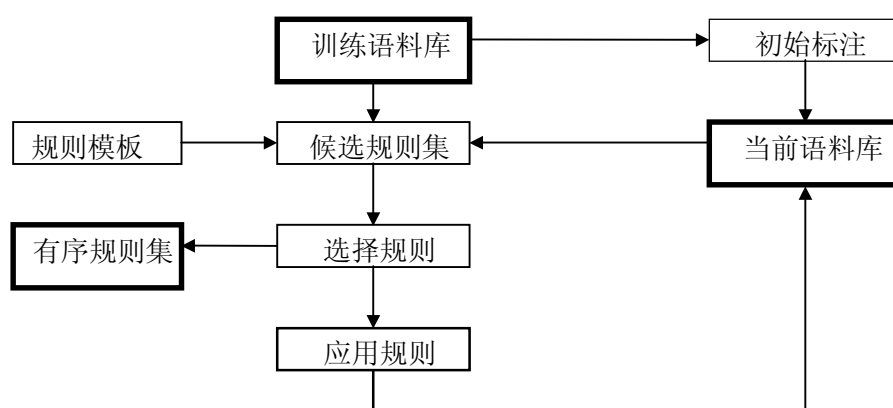 训练语料库
初始标注
规则模板
候选规则集
当前语料库
有序规则集
选择规则
应用规则